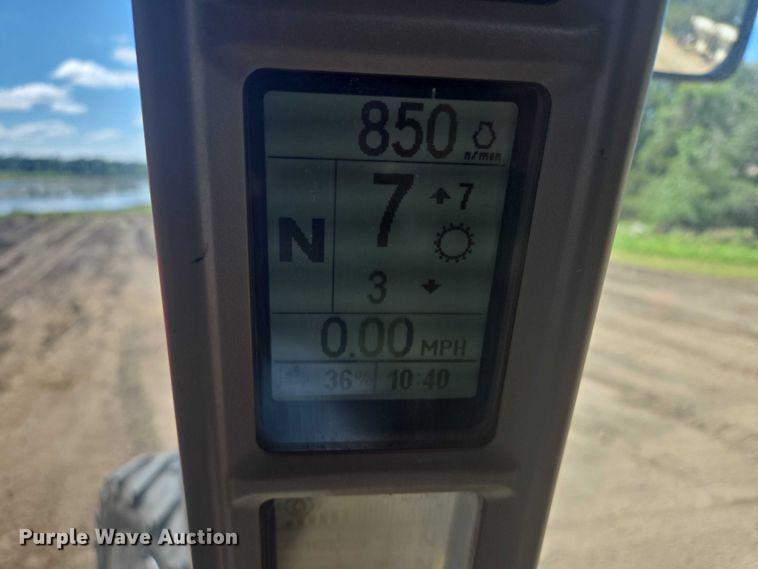 850
n/min
7 7
N
3
0.00 MPH
36% 10:40
Purple Wave Auction